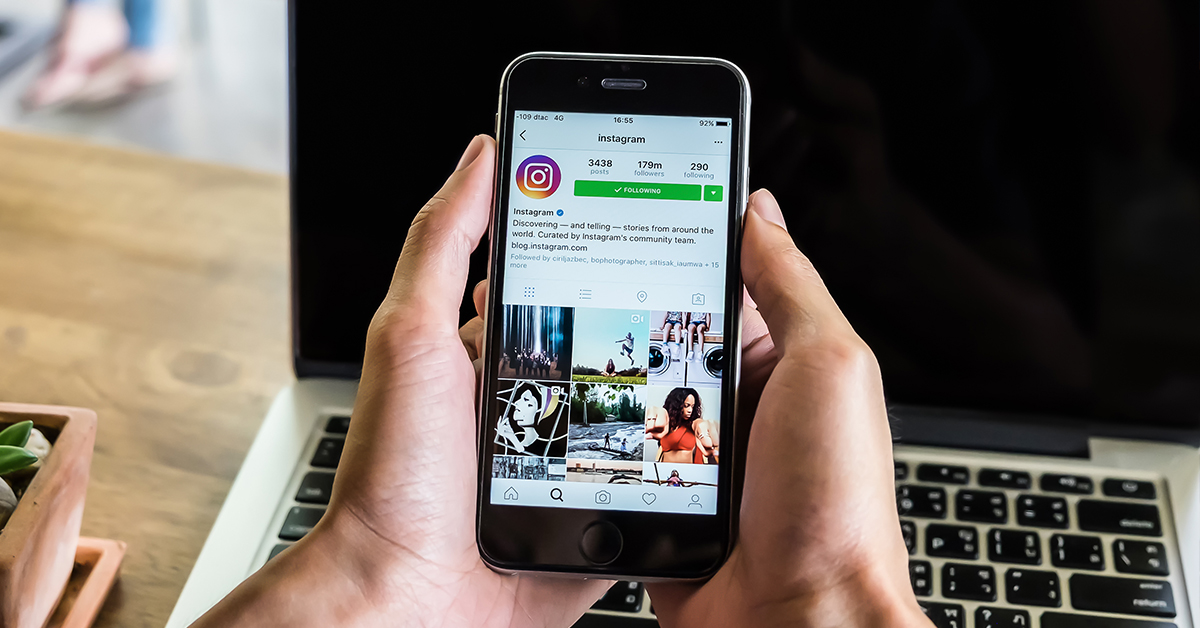 -109 dtac 4G 16:55 92%
instagram
3438 179m 290
posts followers following
FOLLOWING
Instagram
Discovering — and telling — stories from around the
world. Curated by Instagram's community team.
blog.instagram.com
Followed by ciriljazbec, bophotographer, sittisak_iaumwa + 15
more
return